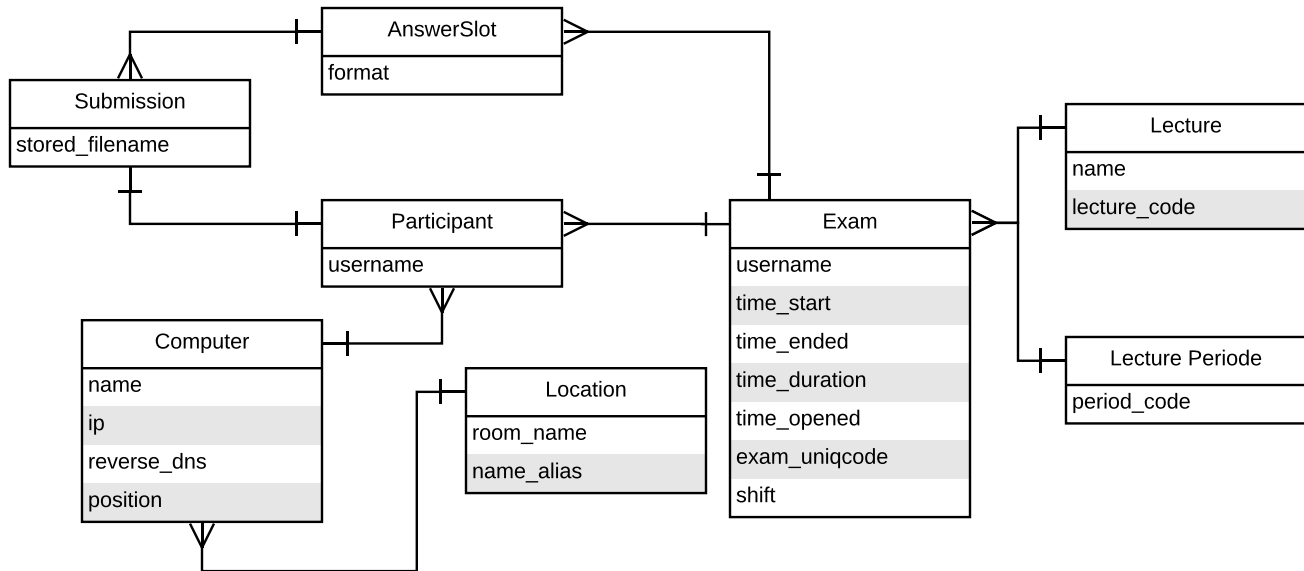 AnswerSlot
format
Submission
stored_filename
Participant
username
Computer
name
ip
reverse_dns
position
Location
room_name
name_alias
Exam
username
time_start
time_ended
time_duration
time_opened
exam_uniqcode
shift
Lecture
name
lecture_code
Lecture Periode
period_code